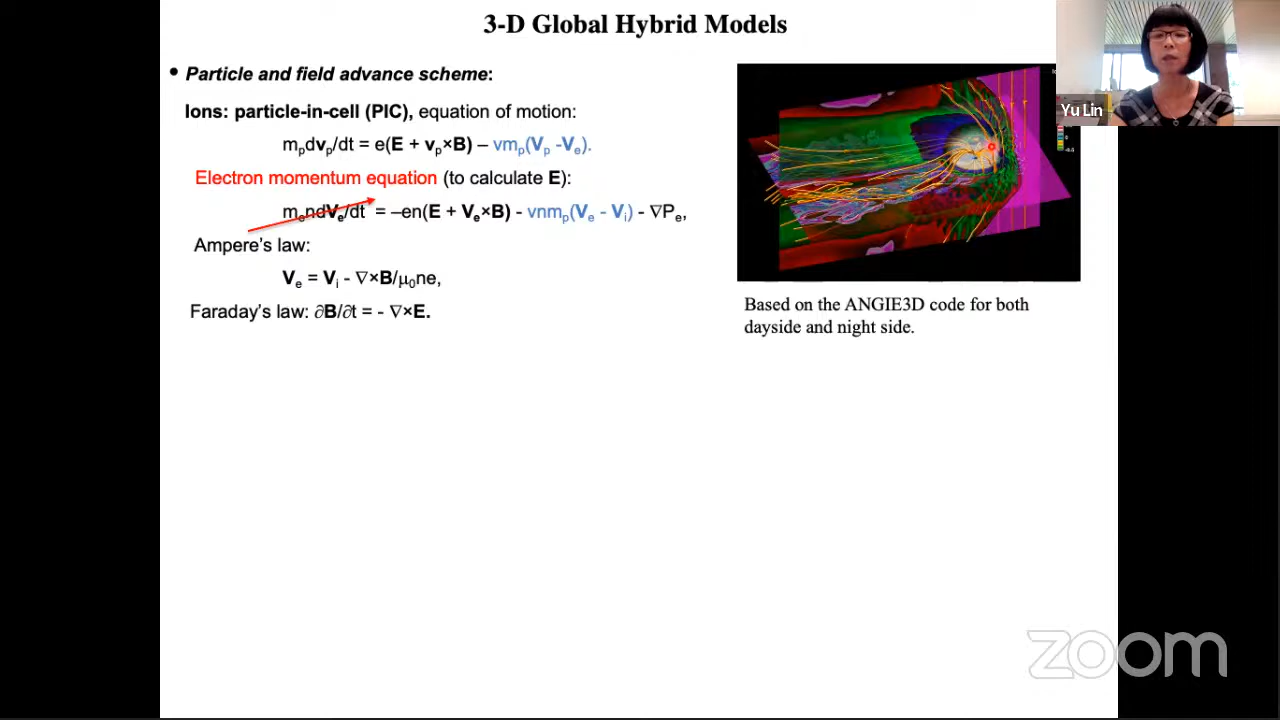 3-D Global Hybrid Models
• Particle and field advance scheme:
Ions: particle-in-cell (PIC), equation of motion:
mpdvp/dt = e(E + vp×B) – νmp(Vp -Ve).
Electron momentum equation (to calculate E):
mendVe/dt = –en(E + Ve×B) - νnmp(Ve - Vi) - ∇Pe,
Ampere's law:
Ve = Vi - ∇×B/μ0ne,
Faraday's law: ∂B/∂t = - ∇×E.
Based on the ANGIE3D code for both
dayside and night side.
Yu Lin
zoom